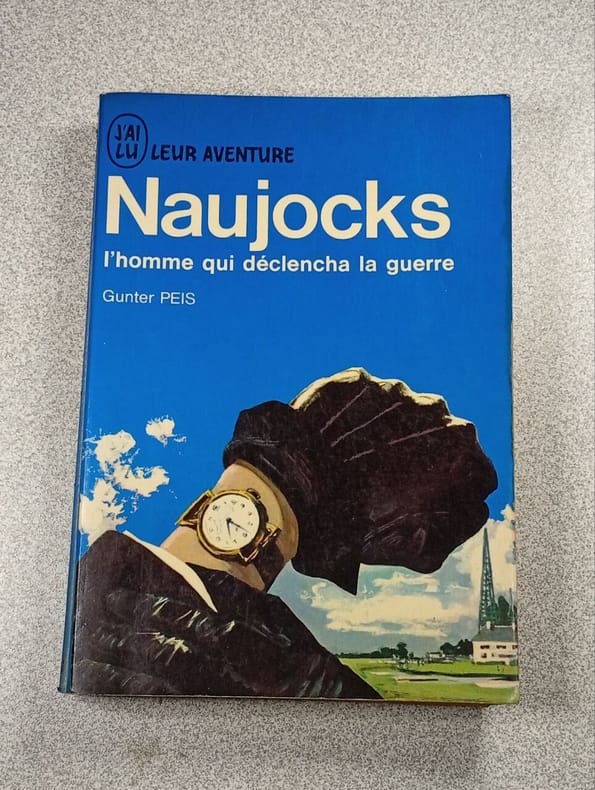 J'AI LU LEUR AVENTURE
Naujocks
l'homme qui déclencha la guerre
Gunter PEIS